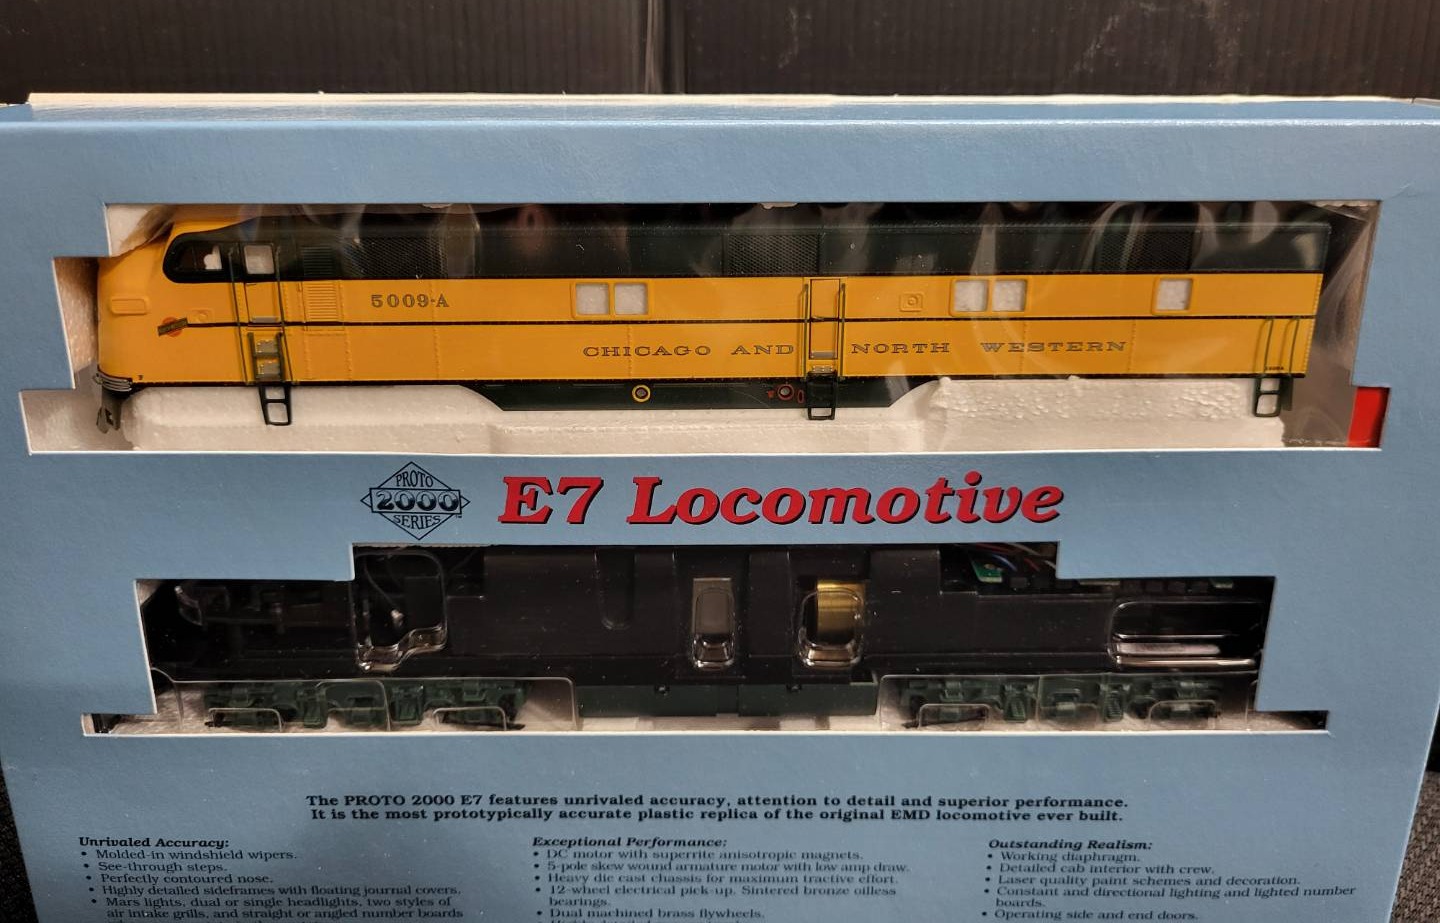 5009-A
CHICAGO AND NORTH WESTERN
PROTO
2000
SERIES
E7 Locomotive
The PROTO 2000 E7 features unrivaled accuracy, attention to detail and superior performance.
It is the most prototypically accurate plastic replica of the original EMD locomotive ever built.
Unrivaled Accuracy:
• Molded-in windshield wipers.
• See-through steps.
• Perfectly contoured nose.
• Highly detailed sideframes with floating journal covers.
• Mars lights, dual or single headlights, two styles of
air intake grills, and straight or angled number boards
Exceptional Performance:
• DC motor with superrite anisotropic magnets.
• 5-pole skew wound armature motor with low amp draw.
• Heavy die cast chassis for maximum tractive effort.
• 12-wheel electrical pick-up. Sintered bronze oilless
bearings.
• Dual machined brass flywheels.
Outstanding Realism:
• Working diaphragm.
• Detailed cab interior with crew.
• Laser quality paint schemes and decoration.
• Constant and directional lighting and lighted number
boards.
• Operating side and end doors.